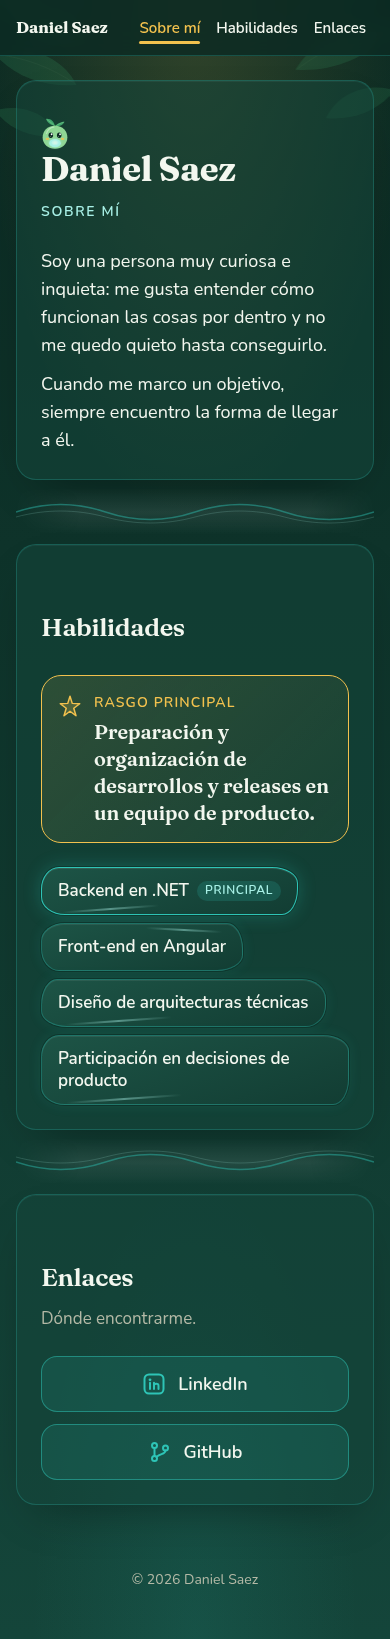 Daniel Saez
Sobre mí
Habilidades
Enlaces
Daniel Saez
SOBRE MÍ
Soy una persona muy curiosa e
inquieta: me gusta entender cómo
funcionan las cosas por dentro y no
me quedo quieto hasta conseguirlo.
Cuando me marco un objetivo,
siempre encuentro la forma de llegar
a él.
Habilidades
RASGO PRINCIPAL
Preparación y
organización de
desarrollos y releases en
un equipo de producto.
Backend en .NET PRINCIPAL
Front-end en Angular
Diseño de arquitecturas técnicas
Participación en decisiones de
producto
Enlaces
Dónde encontrarme.
LinkedIn
GitHub
© 2026 Daniel Saez